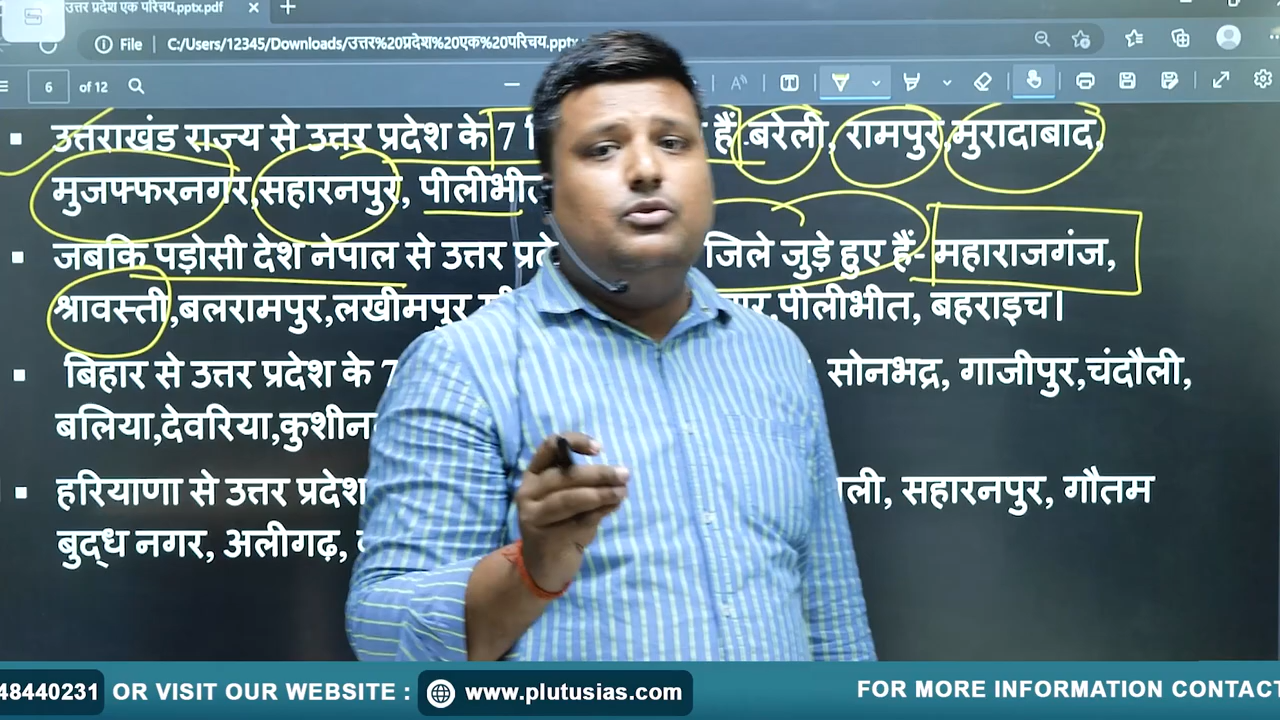 उत्तर प्रदेश एक परिचय.pptx.pdf
File C:/Users/12345/Downloads/उत्तर%20प्रदेश%20एक%20परिचय.pptx
6 of 12
उत्तराखंड राज्य से उत्तर प्रदेश के 7 हैं-बरेली, रामपुर,मुरादाबाद,
मुजफ्फरनगर,सहारनपुर, पीलीभीत
जबकि पड़ोसी देश नेपाल से उत्तर जिले जुड़े हुए हैं- महाराजगंज,
श्रावस्ती,बलरामपुर,लखीमपुर ,पीलीभीत, बहराइच।
बिहार से उत्तर प्रदेश के 7 सोनभद्र, गाजीपुर,चंदौली,
बलिया,देवरिया,कुशीन
हरियाणा से उत्तर प्रदेश सहारनपुर, गौतम
बुद्ध नगर, अलीगढ़,
48440231 OR VISIT OUR WEBSITE : www.plutusias.com FOR MORE INFORMATION CONTACT